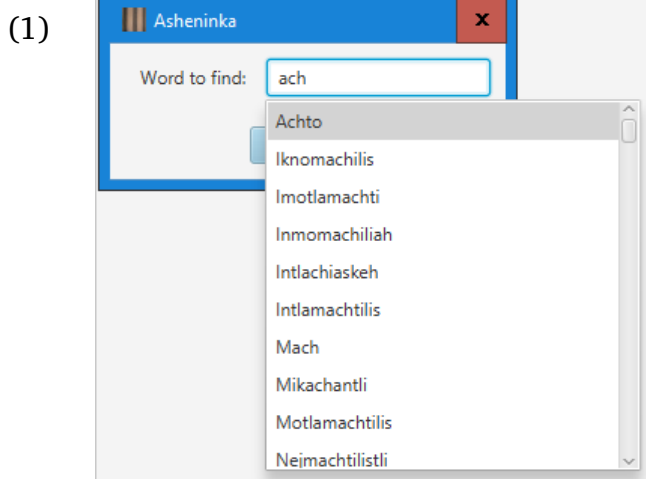 (1)
Asheninka
x
Word to find: ach
Achto
Iknomachilis
Imotlamachti
Inmomachiliah
Intlachiaskeh
Intlamachtilis
Mach
Mikachantli
Motlamachtilis
Nejmachtilistli